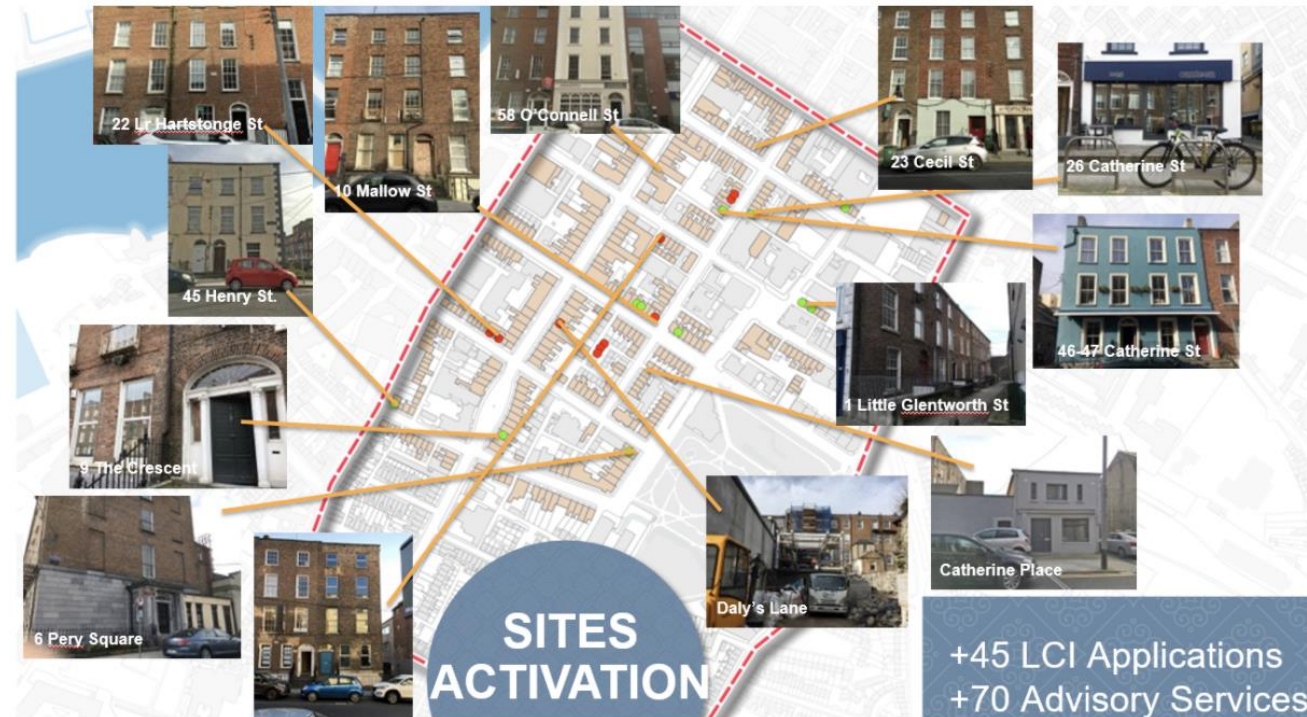 22 Lr Hartstonge St
10 Mallow St
58 O'Connell St
23 Cecil St
26 Catherine St
45 Henry St.
46-47 Catherine St
1 Little Glentworth St
9 The Crescent
Catherine Place
6 Pery Square
Daly's Lane
SITES
ACTIVATION
+45 LCI Applications
+70 Advisory Services